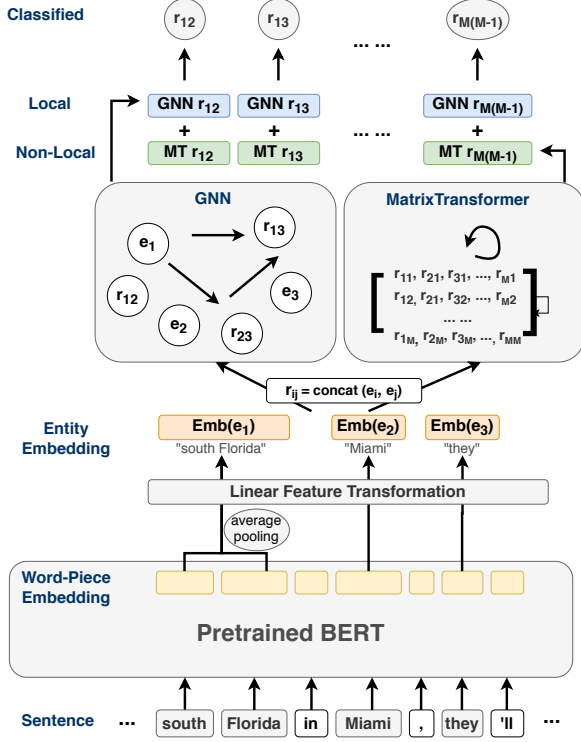 Classified r12 r13 ... ... rM(M-1)
Local GNN r12 GNN r13 GNN rM(M-1)
+ + ... ... +
Non-Local MT r12 MT r13 MT rM(M-1)
GNN MatrixTransformer
e1 r13
r12 e2 r23 e3
r11, r21, r31, ..., rM1
r12, r21, r32, ..., rM2
... ...
r1M, r2M, r3M, ..., rMM
rij = concat (ei, ej)
Entity Embedding
Emb(e1) Emb(e2) Emb(e3)
"south Florida" "Miami" "they"
Linear Feature Transformation
average
pooling
Word-Piece
Embedding
Pretrained BERT
Sentence ... south Florida in Miami , they 'll ...